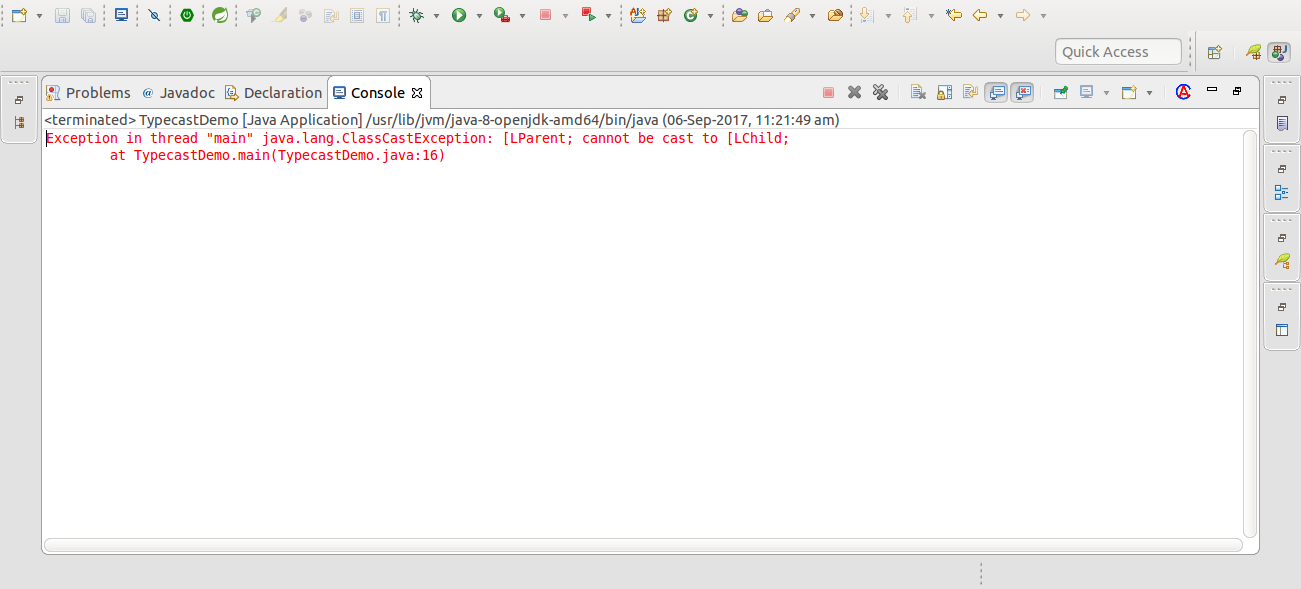 Quick Access
Problems @ Javadoc Declaration Console
<terminated> TypecastDemo [Java Application] /usr/lib/jvm/java-8-openjdk-amd64/bin/java (06-Sep-2017, 11:21:49 am)
Exception in thread "main" java.lang.ClassCastException: [LParent; cannot be cast to [LChild;
at TypecastDemo.main(TypecastDemo.java:16)